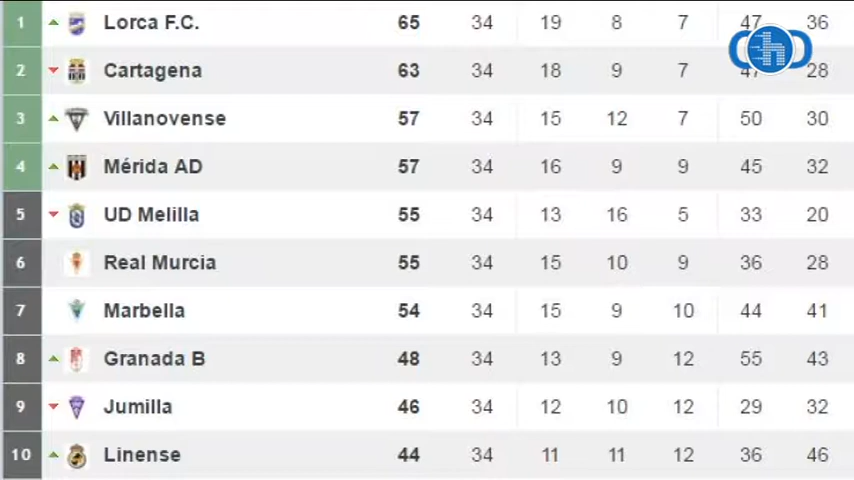 1 Lorca F.C. 65 34 19 8 7 47 36
2 Cartagena 63 34 18 9 7 47 28
3 Villanovense 57 34 15 12 7 50 30
4 Mérida AD 57 34 16 9 9 45 32
5 UD Melilla 55 34 13 16 5 33 20
6 Real Murcia 55 34 15 10 9 36 28
7 Marbella 54 34 15 9 10 44 41
8 Granada B 48 34 13 9 12 55 43
9 Jumilla 46 34 12 10 12 29 32
10 Linense 44 34 11 11 12 36 46